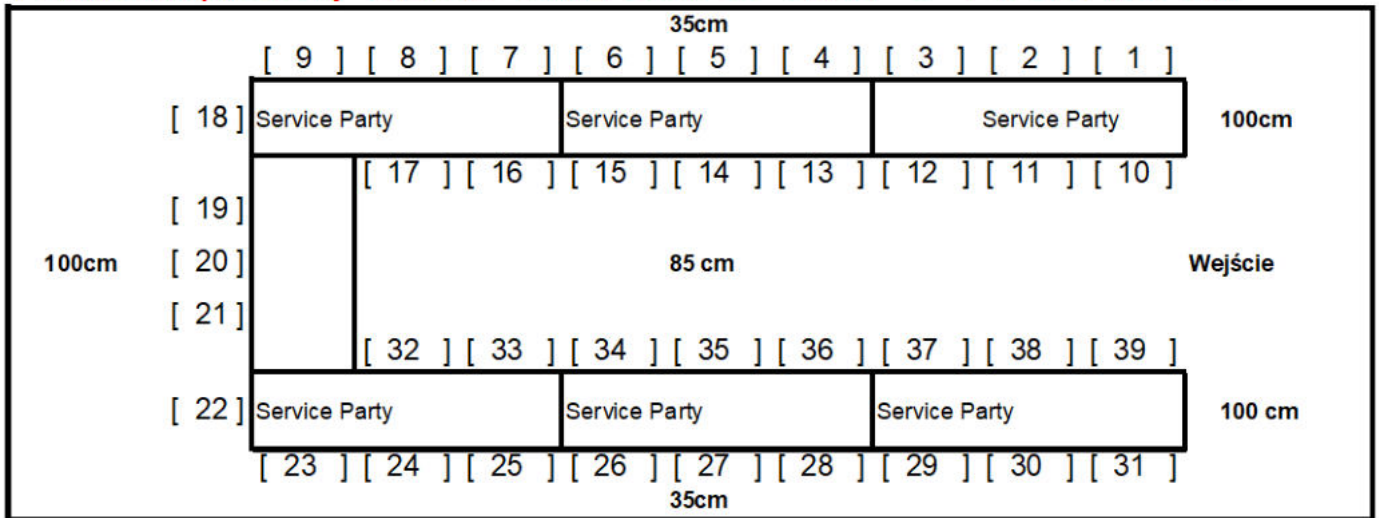 35cm
[ 9 ] [ 8 ] [ 7 ] [ 6 ] [ 5 ] [ 4 ] [ 3 ] [ 2 ] [ 1 ]
[ 18 ] Service Party Service Party Service Party 100cm
[ 17 ] [ 16 ] [ 15 ] [ 14 ] [ 13 ] [ 12 ] [ 11 ] [ 10 ]
[ 19 ]
100cm [ 20 ] 85 cm Wejście
[ 21 ]
[ 32 ] [ 33 ] [ 34 ] [ 35 ] [ 36 ] [ 37 ] [ 38 ] [ 39 ]
[ 22 ] Service Party Service Party Service Party 100 cm
[ 23 ] [ 24 ] [ 25 ] [ 26 ] [ 27 ] [ 28 ] [ 29 ] [ 30 ] [ 31 ]
35cm